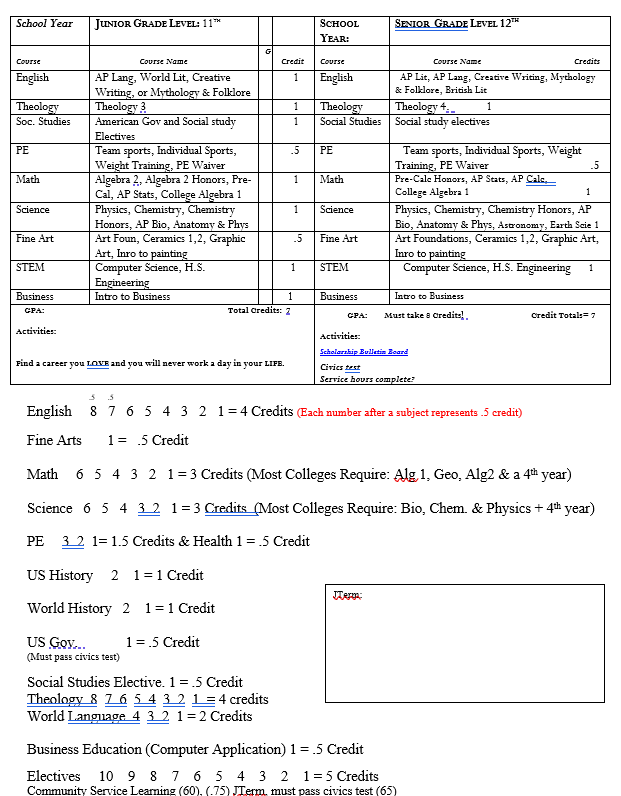 School Year JUNIOR GRADE LEVEL: 11TH SCHOOL YEAR: SENIOR GRADE LEVEL 12TH
Course Course Name G Credit Course Course Name Credits
English AP Lang, World Lit, Creative 1 English AP Lit, AP Lang, Creative Writing, Mythology
Writing, or Mythology & Folklore & Folklore, British Lit
Theology Theology 3 1 Theology Theology 4 1
Soc. Studies American Gov and Social study 1 Social Studies Social study electives
Electives
PE Team sports, Individual Sports, .5 PE Team sports, Individual Sports, Weight
Weight Training, PE Waiver Training, PE Waiver .5
Math Algebra 2, Algebra 2 Honors, Pre- 1 Math Pre-Calc Honors, AP Stats, AP Calc,
Cal, AP Stats, College Algebra 1 College Algebra 1 1
Science Physics, Chemistry, Chemistry 1 Science Physics, Chemistry, Chemistry Honors, AP
Honors, AP Bio, Anatomy & Phys Bio, Anatomy & Phys, Astronomy, Earth Scie 1
Fine Art Art Foun, Ceramics 1,2, Graphic .5 Fine Art Art Foundations, Ceramics 1,2, Graphic Art,
Art, Inro to painting Inro to painting
STEM Computer Science, H.S. 1 STEM Computer Science, H.S. Engineering 1
Engineering
Business Intro to Business 1 Business Intro to Business
GPA: Total Credits: 7 GPA: Must take 8 Credits!. Credit Totals= 7
Activities: Activities:
Scholarship Bulletin Board
Find a career you LOVE and you will never work a day in your LIFE. Civics test
Service hours complete?
.5 .5
English 8 7 6 5 4 3 2 1 = 4 Credits (Each number after a subject represents .5 credit)
Fine Arts 1 = .5 Credit
Math 6 5 4 3 2 1 = 3 Credits (Most Colleges Require: Alg 1, Geo, Alg2 & a 4th year)
Science 6 5 4 3 2 1 = 3 Credits (Most Colleges Require: Bio, Chem. & Physics + 4th year)
PE 3 2 1= 1.5 Credits & Health 1 = .5 Credit
US History 2 1 = 1 Credit
JTerm:
World History 2 1 = 1 Credit
US Gov. 1 = .5 Credit
(Must pass civics test)
Social Studies Elective. 1 = .5 Credit
Theology 8 7 6 5 4 3 2 1 = 4 credits
World Language 4 3 2 1 = 2 Credits
Business Education (Computer Application) 1 = .5 Credit
Electives 10 9 8 7 6 5 4 3 2 1 = 5 Credits
Community Service Learning (60), (.75) JTerm, must pass civics test (65)